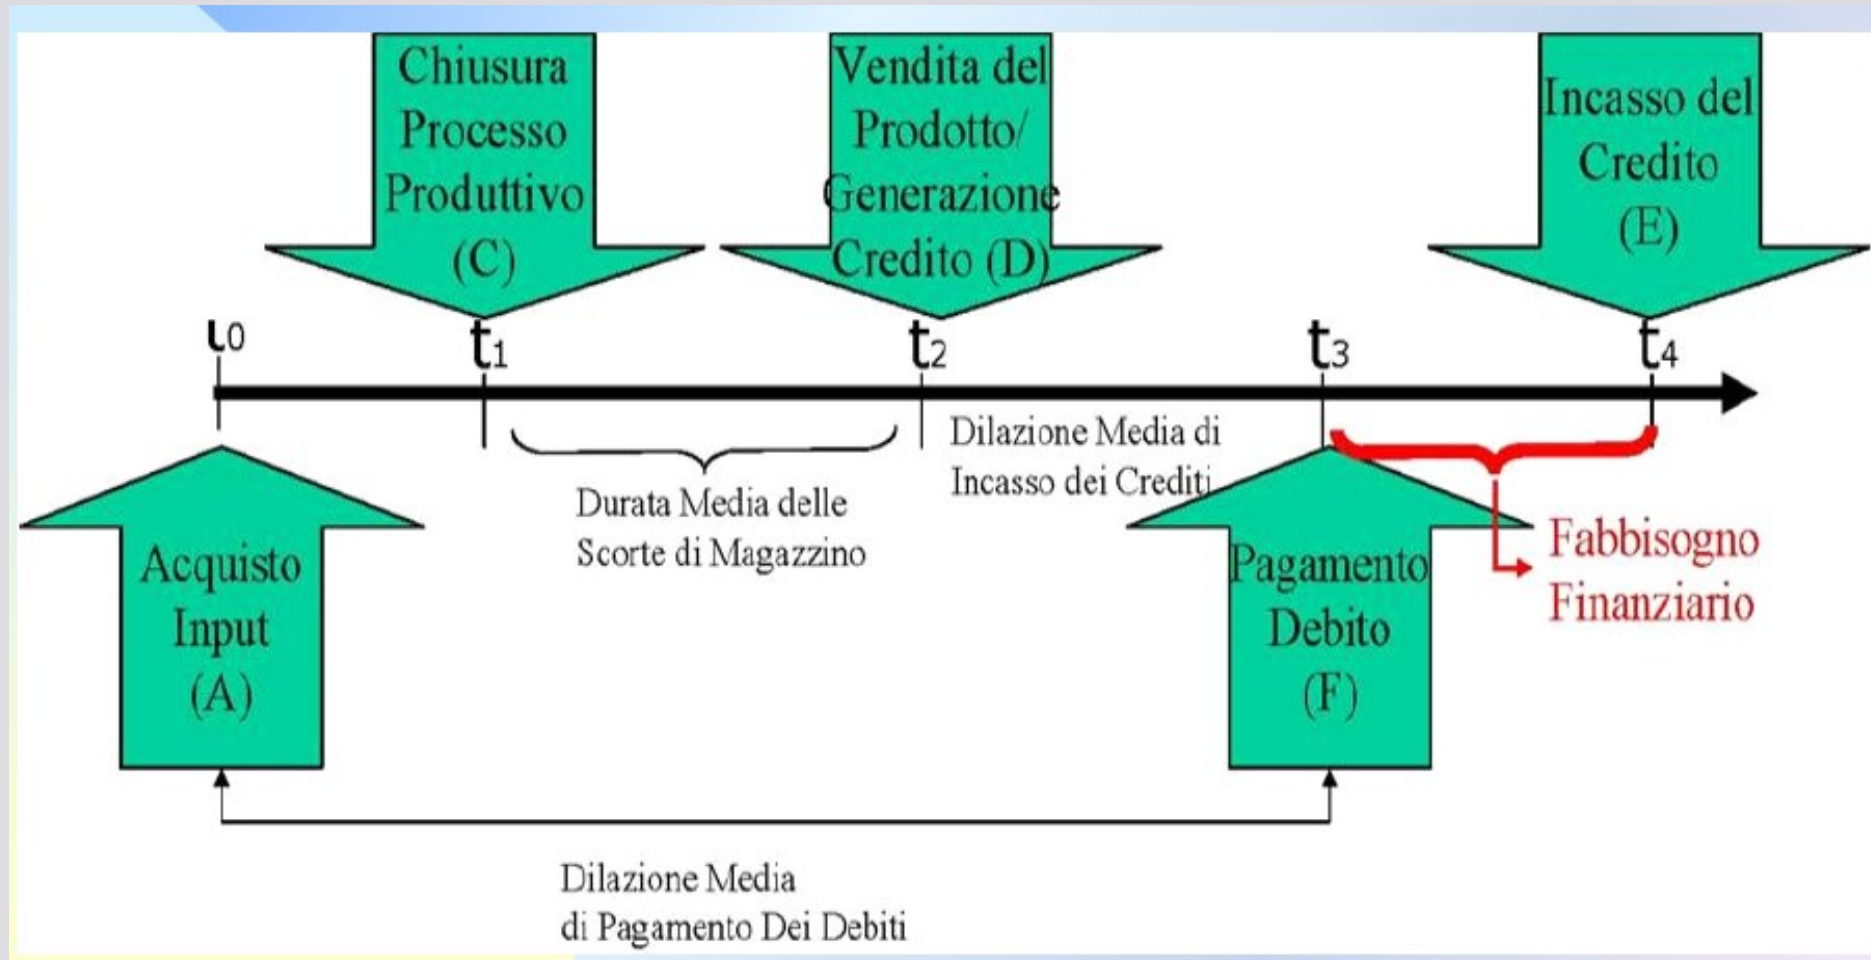 Chiusura
Processo
Produttivo
(C)
Vendita del
Prodotto/
Generazione
Credito (D)
Incasso del
Credito
(E)
t0
t1
t2
t3
t4
Durata Media delle
Scorte di Magazzino
Dilazione Media di
Incasso dei Crediti
Acquisto
Input
(A)
Pagamento
Debito
(F)
Fabbisogno
Finanziario
Dilazione Media
di Pagamento Dei Debiti